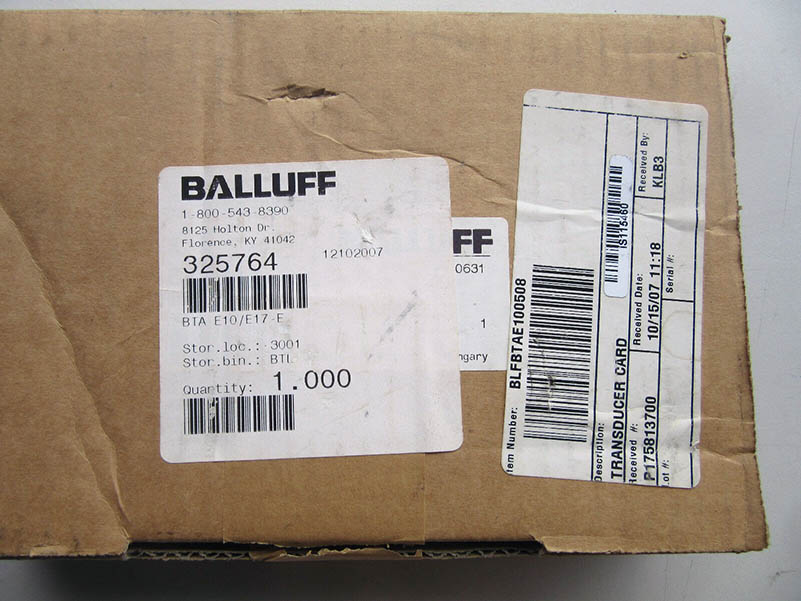 BALLUFF
1-800-543-8390
8125 Holton Dr.
Florence, KY 41042
325764
12102007
BTA E10/E17-E
Stor.loc.: 3001
Stor.bin.: BTL
Quantity: 1.000
FF
0631
1
ngary
Item Number: BLFBTAE100508
Description:
TRANSDUCER CARD
IS115460
Received #:
P175813700
Received Date:
10/15/07 11:18
Received By:
KLB3
Lot #:
Serial #: